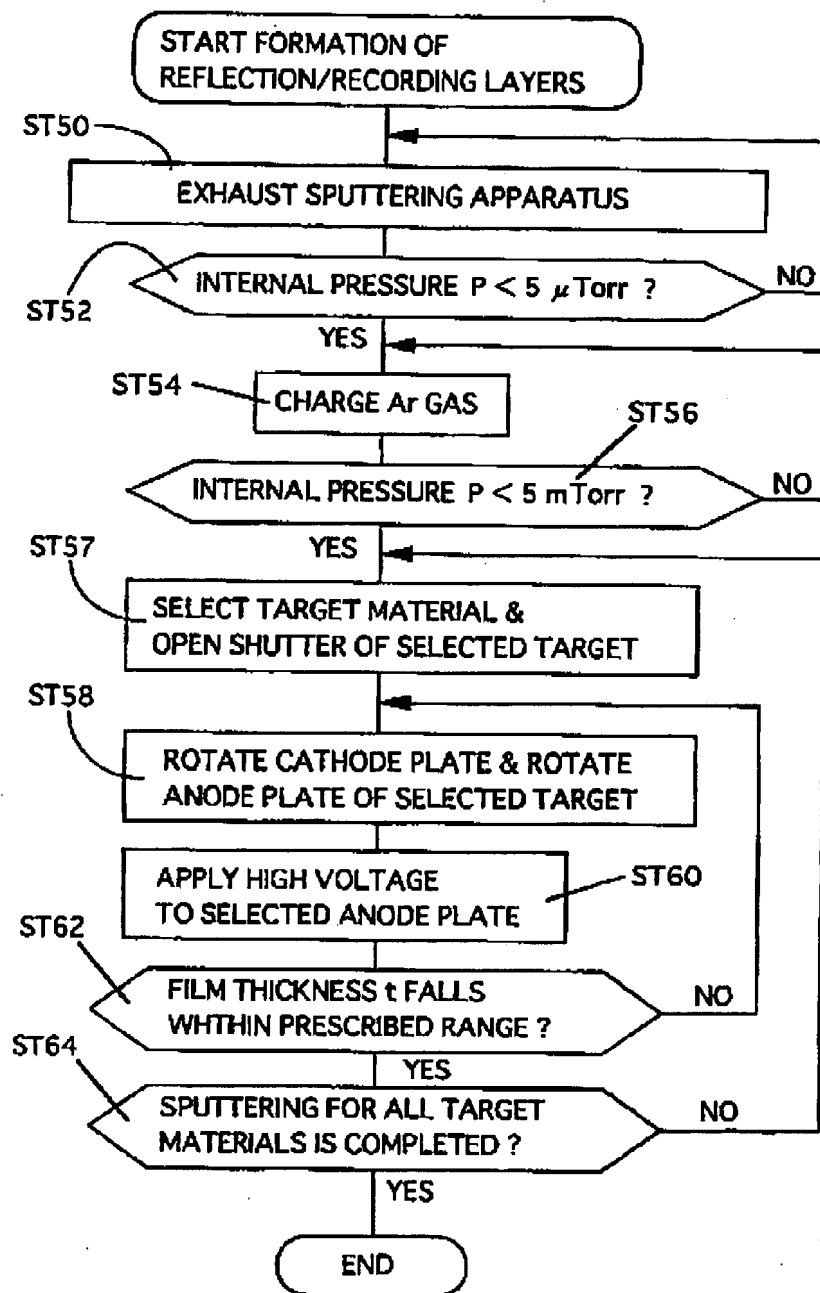 START FORMATION OF
REFLECTION/RECORDING LAYERS
ST50
EXHAUST SPUTTERING APPARATUS
INTERNAL PRESSURE P < 5 μTorr ?
NO
ST52
YES
ST54
CHARGE Ar GAS
ST56
INTERNAL PRESSURE P < 5 mTorr ?
NO
ST57
YES
SELECT TARGET MATERIAL &
OPEN SHUTTER OF SELECTED TARGET
ST58
ROTATE CATHODE PLATE & ROTATE
ANODE PLATE OF SELECTED TARGET
APPLY HIGH VOLTAGE
TO SELECTED ANODE PLATE
ST60
ST62
FILM THICKNESS t FALLS
WHTHIN PRESCRIBED RANGE ?
NO
ST64
YES
SPUTTERING FOR ALL TARGET
MATERIALS IS COMPLETED ?
NO
YES
END